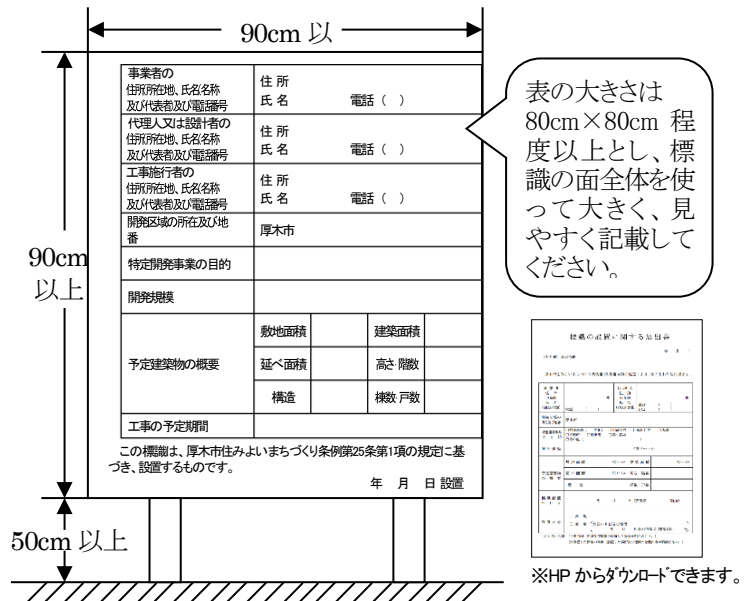 90cm 以
事業者の
住所所在地、氏名名称
及び代表者及び電話番号
住 所
氏 名 電話（ ）
代理人又は設計者の
住所所在地、氏名名称
及び代表者及び電話番号
住 所
氏 名 電話（ ）
工事施行者の
住所所在地、氏名名称
及び代表者及び電話番号
住 所
氏 名 電話（ ）
開発区域の所在及び地
番
厚木市
特定開発事業の目的
開発規模
予定建築物の概要
敷地面積 建築面積
延べ面積 高さ·階数
構造 棟数·戸数
工事の予定期間
この標識は、厚木市住みよいまちづくり条例第25条第1項の規定に基
づき、設置するものです。
年 月 日 設置
90cm
以上
50cm 以上
表の大きさは
80cm×80cm 程
度以上とし、標
識の面全体を使
って大きく、見
やすく記載して
ください。
標識の設置に関する届出書
※HP からダウンロードできます。